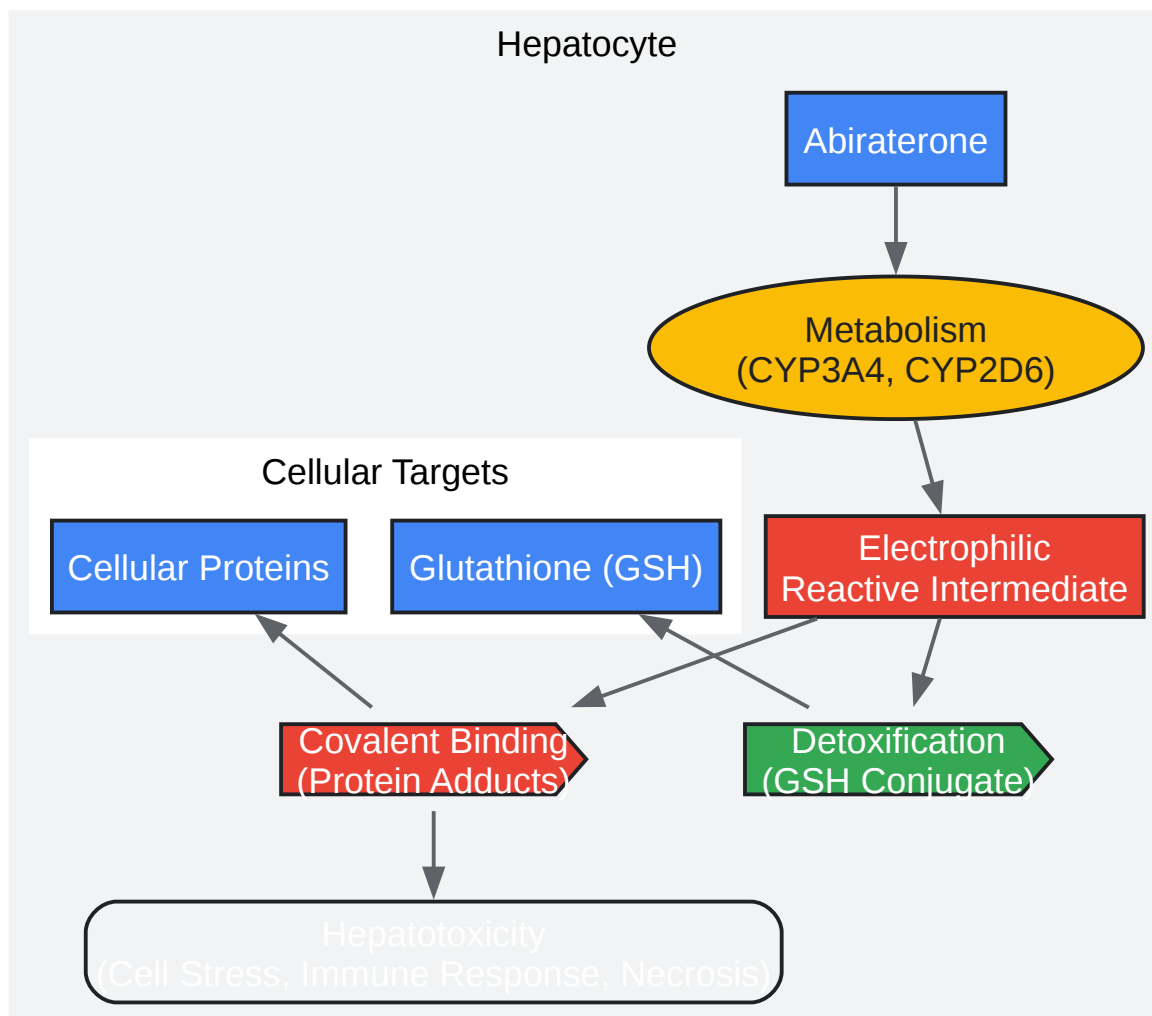 Hepatocyte
Abiraterone
Metabolism
(CYP3A4, CYP2D6)
Cellular Targets
Cellular Proteins
Glutathione (GSH)
Electrophilic
Reactive Intermediate
Covalent Binding
(Protein Adducts)
Detoxification
(GSH Conjugate)
Hepatotoxicity
(Cell Stress, Immune Response, Necrosis)